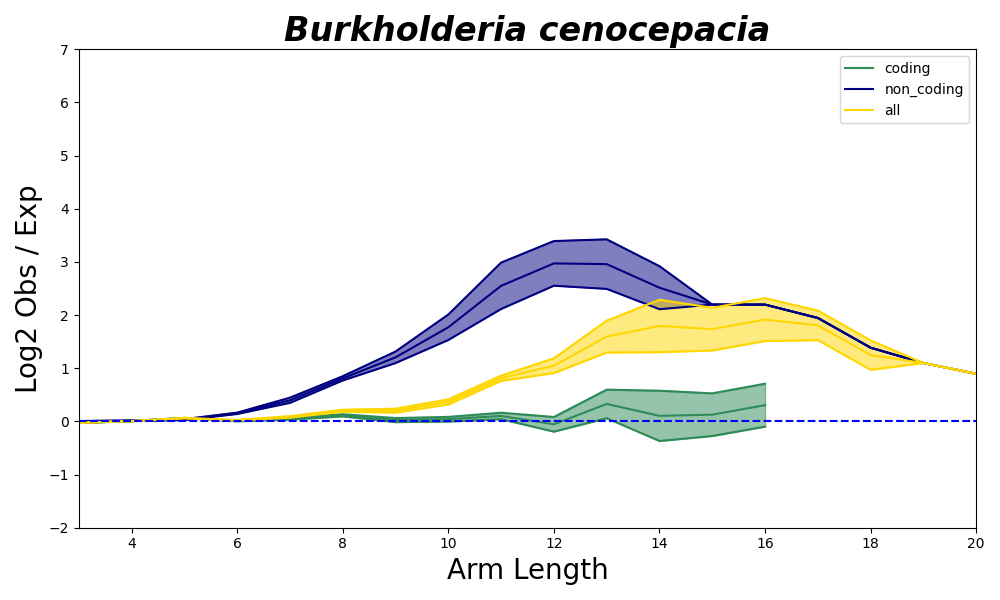 Burkholderia cenocepacia
7
6
5
4
3
2
1
0
−1
−2
Log2 Obs / Exp
coding
non_coding
all
4 6 8 10 12 14 16 18 20
Arm Length